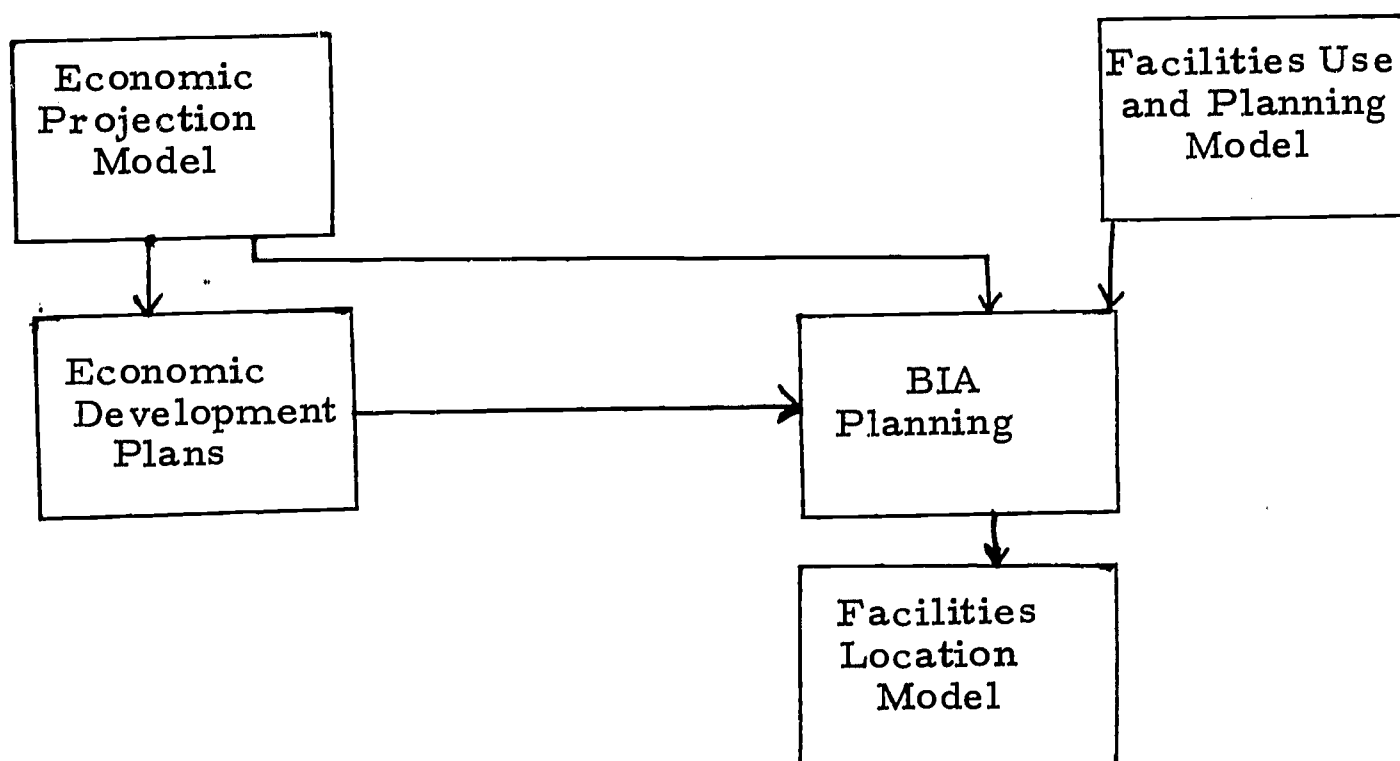 Economic
Projection
Model
Facilities Use
and Planning
Model
Economic
Development
Plans
BIA
Planning
Facilities
Location
Model